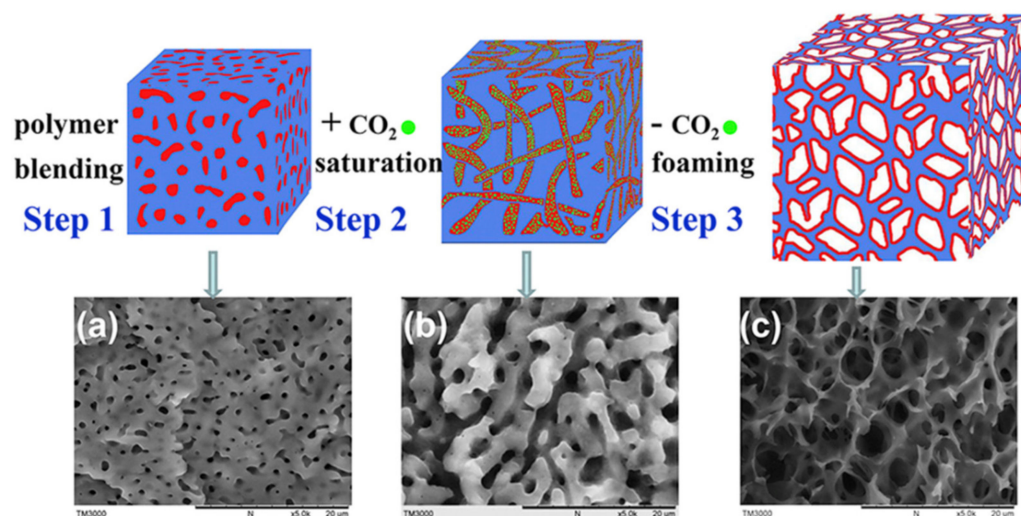 polymer
blending
Step 1
+ CO₂
saturation
Step 2
- CO₂
foaming
Step 3
(a)
(b)
(c)
TM3000 N x5.0k 20 um
TM3000 N x5.0k 20 um
TM3000 N x5.0k 20 um